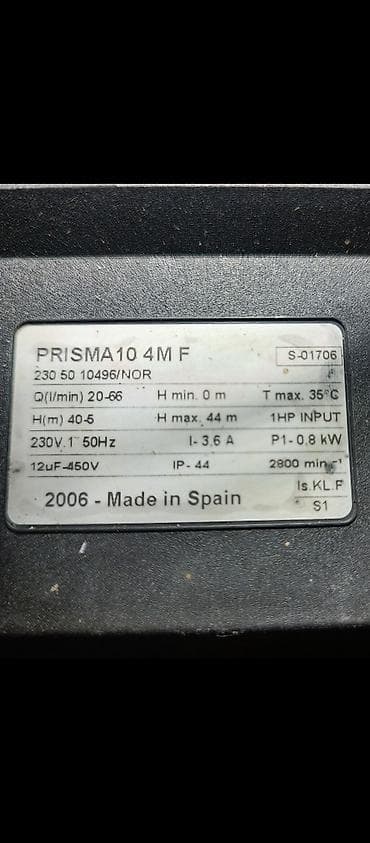 PRISMA10 4M F S-01706
230 50 10496/NOR
Q(l/min) 20-66 H min. 0 m T max. 35°C
H(m) 40-5 H max. 44 m 1HP INPUT
230V.1~50Hz I- 3.6 A P1- 0.8 kW
12uF-450V IP- 44 2800 min-¹
Is.KL.F
2006 - Made in Spain S1